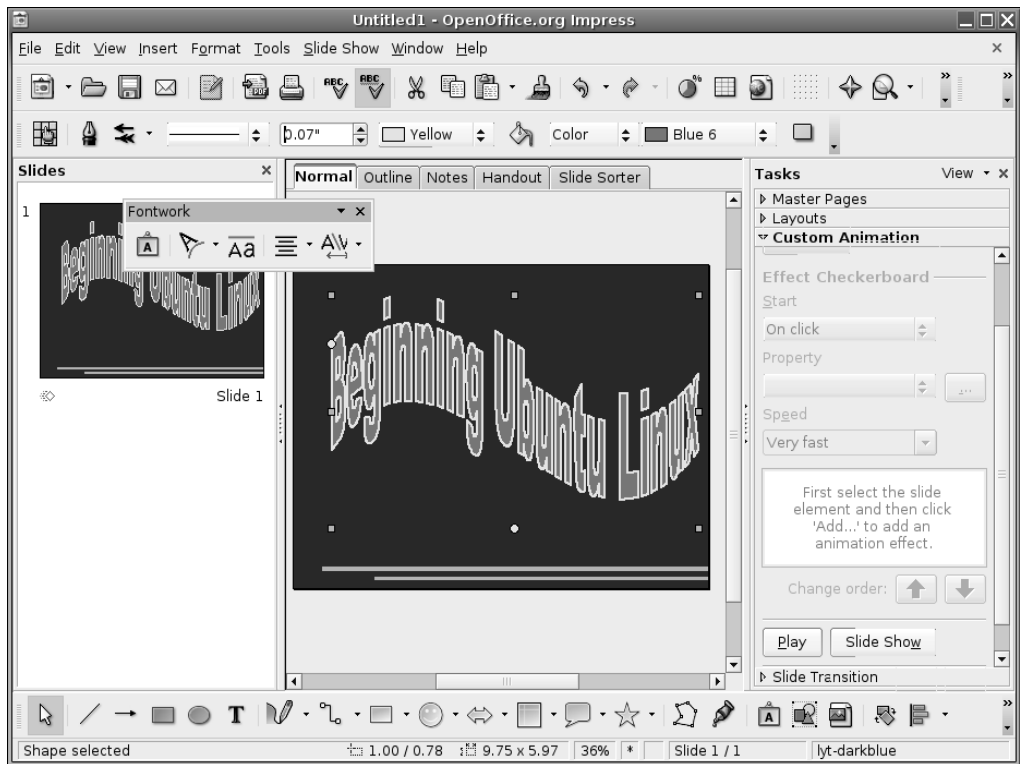 Untitled1 - OpenOffice.org Impress
File Edit View Insert Format Tools Slide Show Window Help
ABC ABC
0.07" Yellow Color Blue 6
Slides
Normal Outline Notes Handout Slide Sorter
Tasks View
1
Fontwork
Master Pages
Layouts
Custom Animation
Beginning Ubuntu Linux
Slide 1
Beginning Ubuntu Linux
Effect Checkerboard
Start
On click
Property
...
Speed
Very fast
First select the slide
element and then click
'Add...' to add an
animation effect.
Change order:
Play Slide Show
Slide Transition
Shape selected 1.00 / 0.78 9.75 x 5.97 36% * Slide 1 / 1 lyt-darkblue